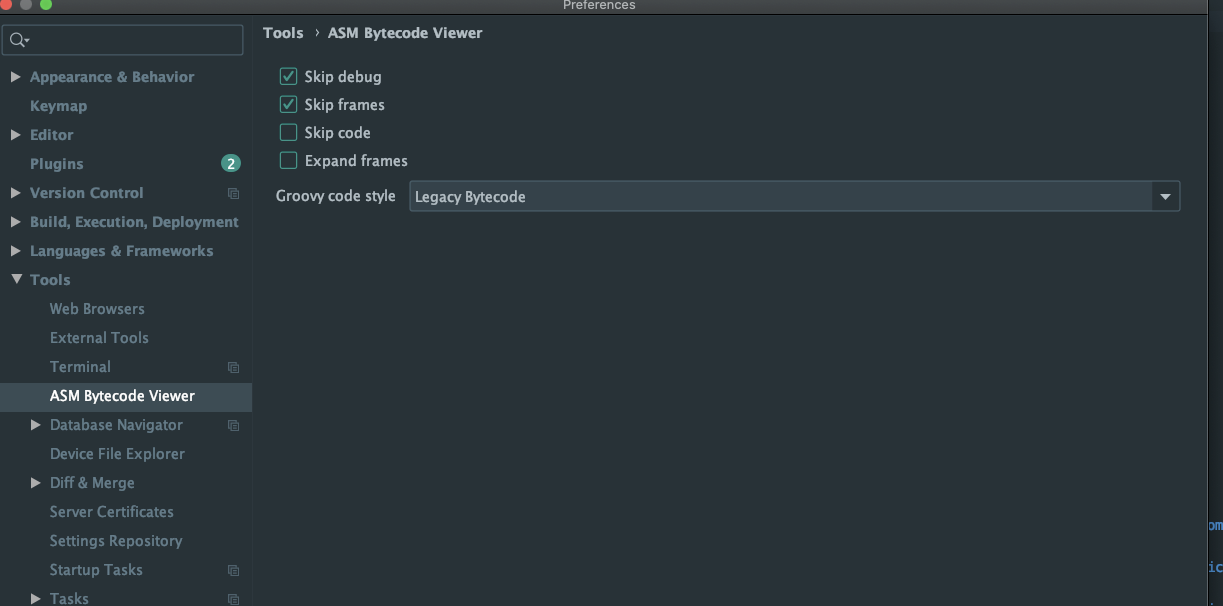 Preferences
Tools › ASM Bytecode Viewer
Appearance & Behavior
Keymap
Editor
Plugins 2
Version Control
Build, Execution, Deployment
Languages & Frameworks
Tools
Web Browsers
External Tools
Terminal
ASM Bytecode Viewer
Database Navigator
Device File Explorer
Diff & Merge
Server Certificates
Settings Repository
Startup Tasks
Tasks
Skip debug
Skip frames
Skip code
Expand frames
Groovy code style Legacy Bytecode
om
ic